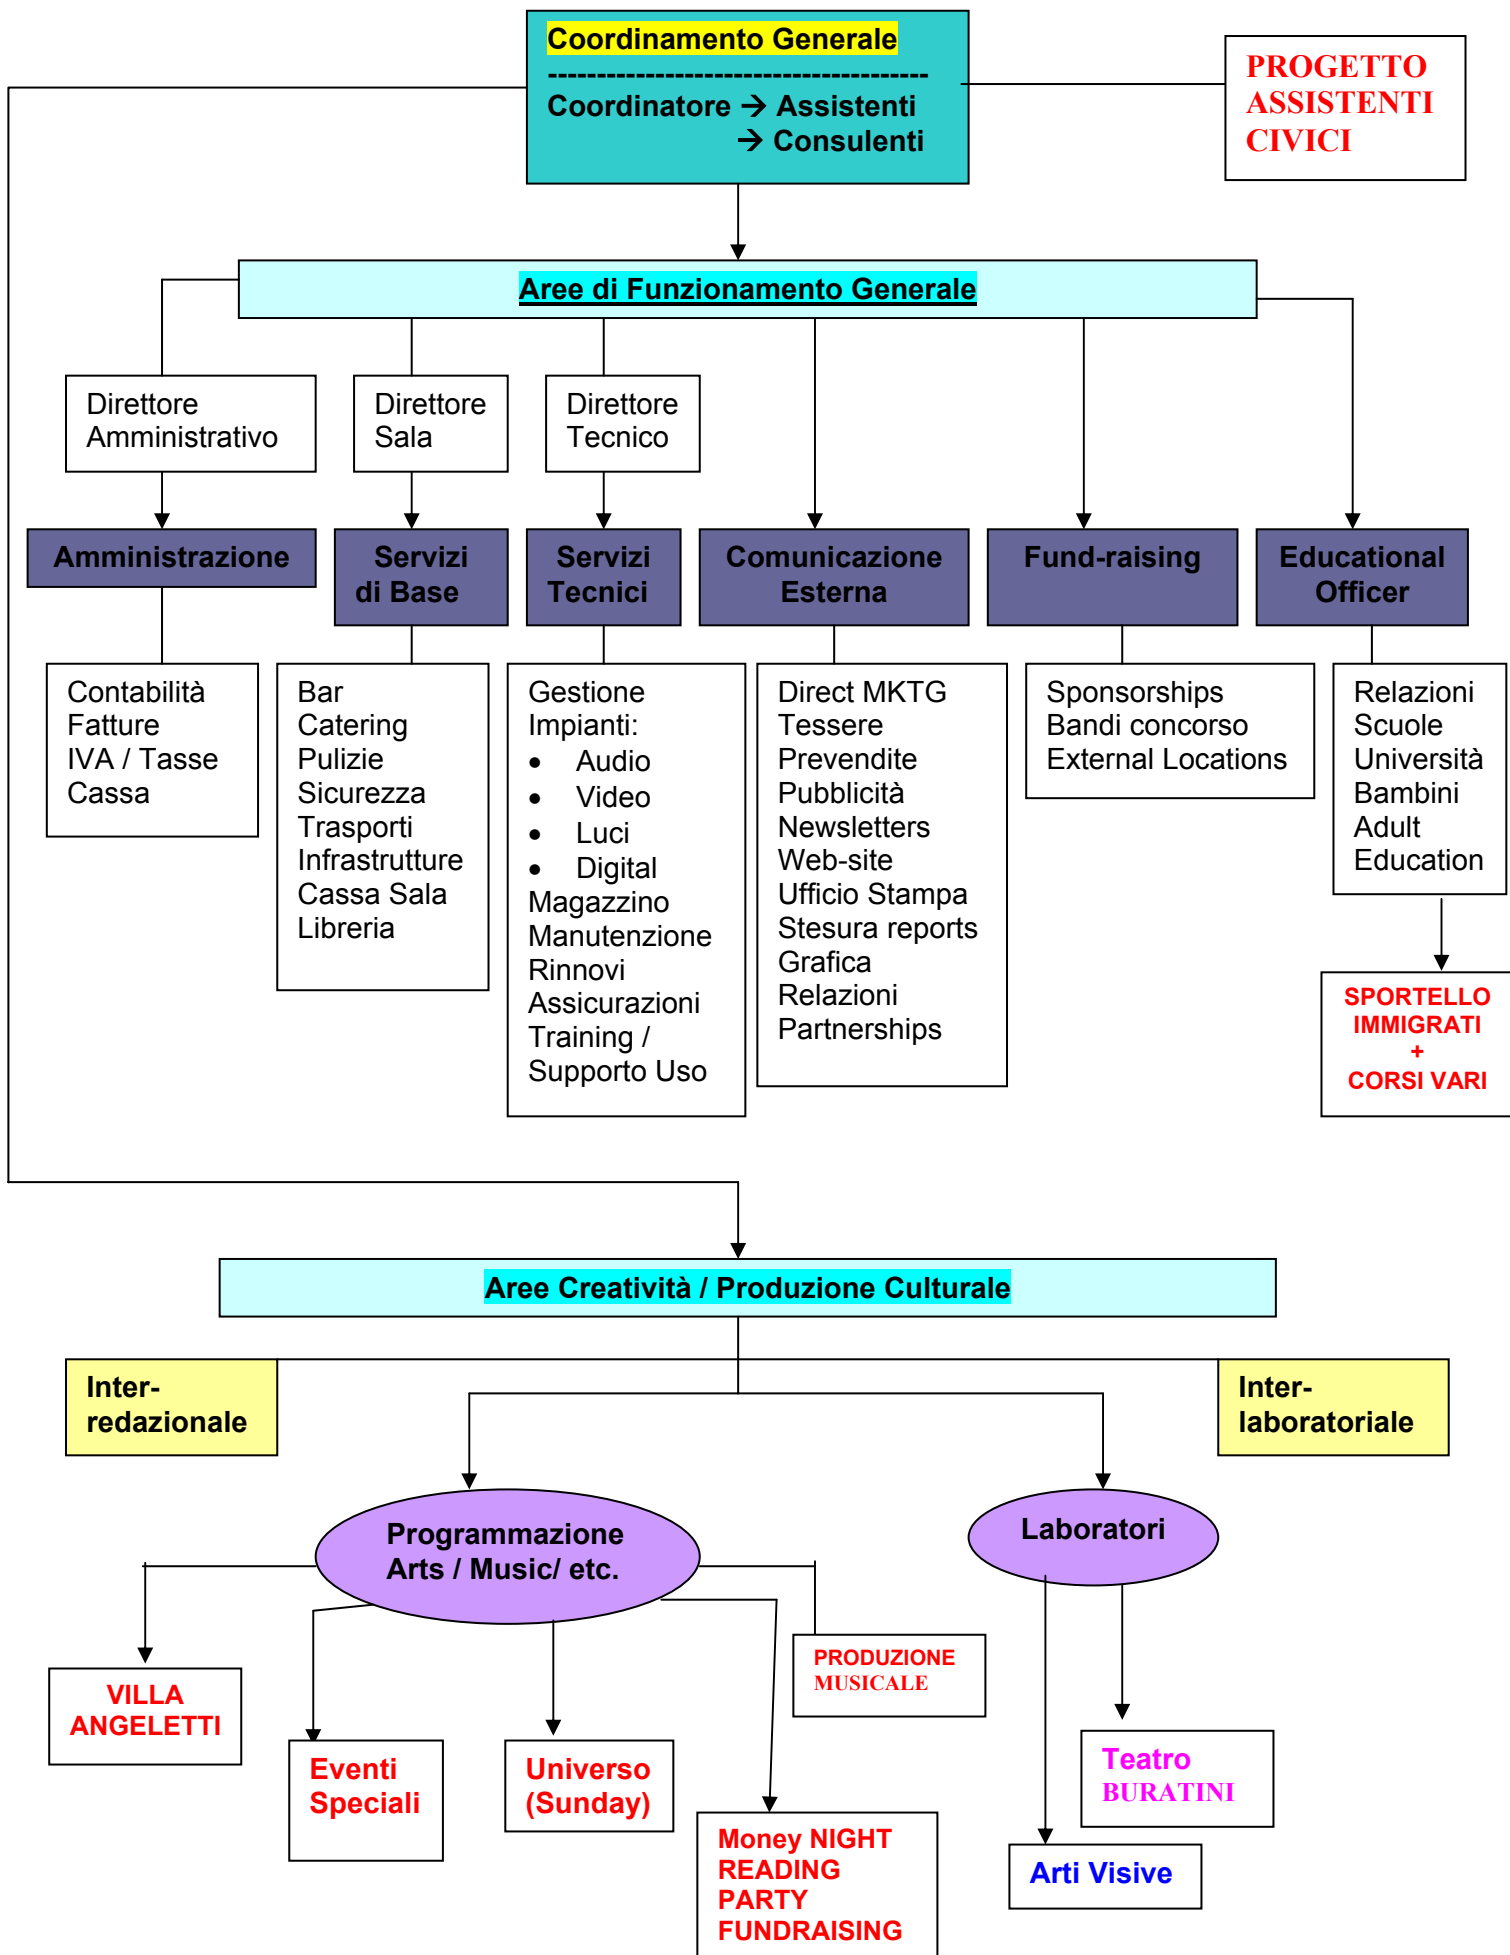 Coordinamento Generale
--------------------------------------
Coordinatore → Assistenti
→ Consulenti
PROGETTO
ASSISTENTI
CIVICI
Aree di Funzionamento Generale
Direttore
Amministrativo
Direttore
Sala
Direttore
Tecnico
Amministrazione
Servizi
di Base
Servizi
Tecnici
Comunicazione
Esterna
Fund-raising
Educational
Officer
Contabilità
Fatture
IVA / Tasse
Cassa
Bar
Catering
Pulizie
Sicurezza
Trasporti
Infrastrutture
Cassa Sala
Libreria
Gestione
Impianti:
• Audio
• Video
• Luci
• Digital
Magazzino
Manutenzione
Rinnovi
Assicurazioni
Training /
Supporto Uso
Direct MKTG
Tessere
Prevendite
Pubblicità
Newsletters
Web-site
Ufficio Stampa
Stesura reports
Grafica
Relazioni
Partnerships
Sponsorships
Bandi concorso
External Locations
Relazioni
Scuole
Università
Bambini
Adult
Education
SPORTELLO
IMMIGRATI
+
CORSI VARI
Aree Creatività / Produzione Culturale
Inter-
redazionale
Inter-
laboratoriale
Programmazione
Arts / Music/ etc.
Laboratori
VILLA
ANGELETTI
Eventi
Speciali
Universo
(Sunday)
Money NIGHT
READING
PARTY
FUNDRAISING
PRODUZIONE
MUSICALE
Teatro
BURATINI
Arti Visive